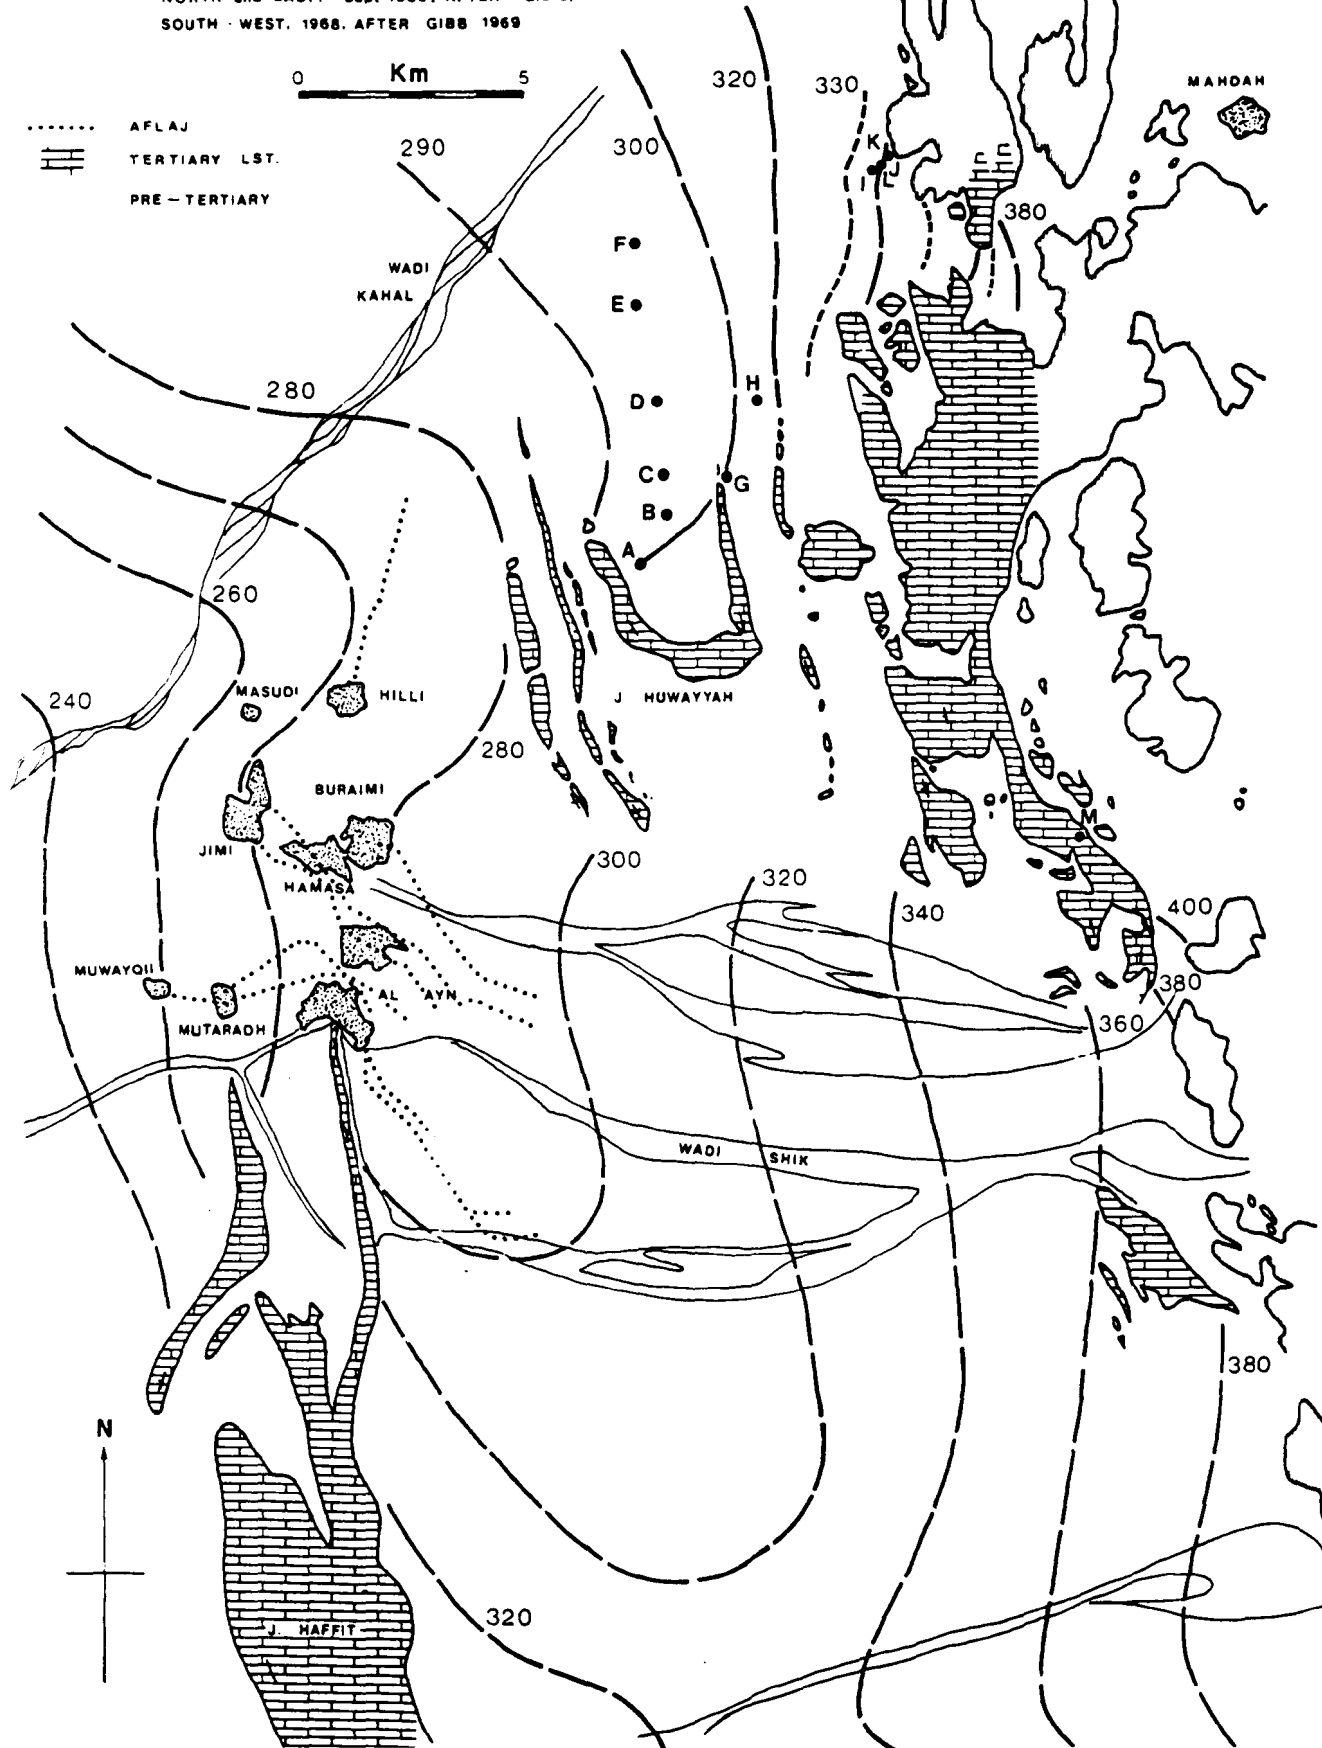 SOUTH - WEST. 1968. AFTER GIBB 1969
0 Km 5
AFLAJ
TERTIARY LST.
PRE - TERTIARY
MAHDAH
320
330
290
300
K
J
I
L
380
F
E
WADI
KAHAL
280
D
H
C
G
B
A
260
MASUDI
HILLI
J HUWAYYAH
240
280
BURAIMI
M
JIMI
HAMASA
300
320
340
400
MUWAYQII
AL AYN
380
360
MUTARADH
WADI SHIK
380
N
320
J. HAFFIT